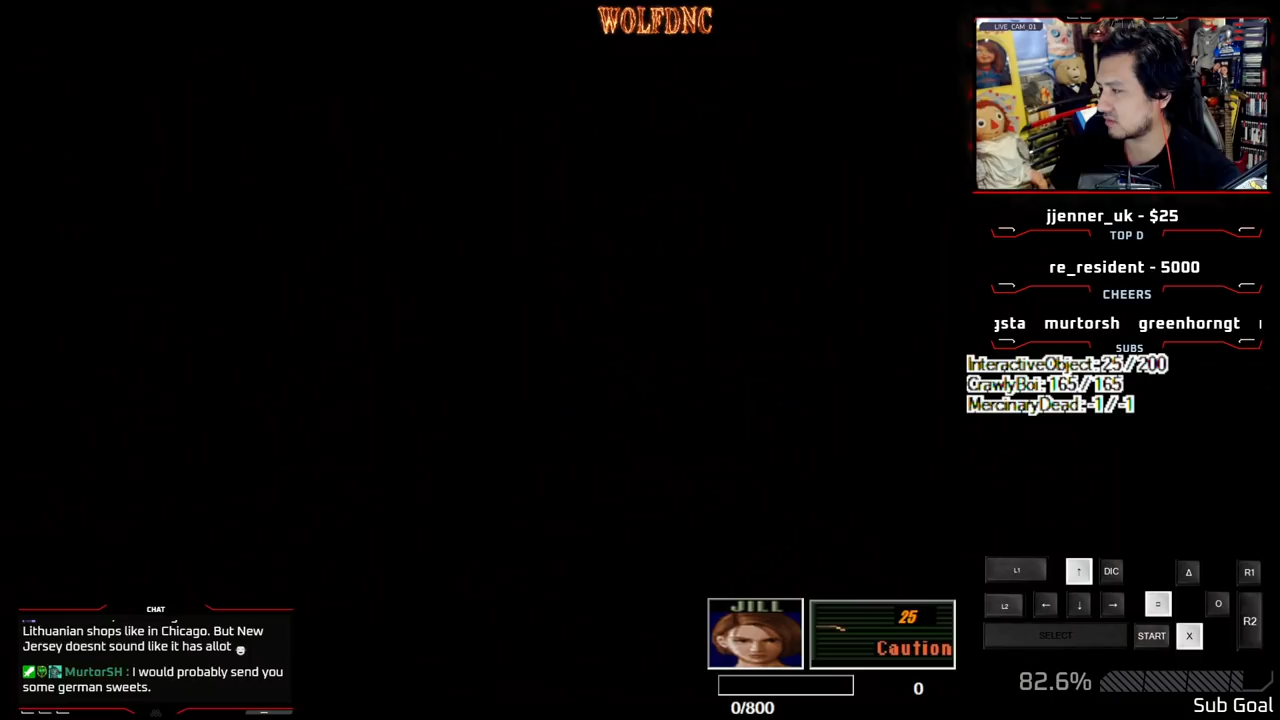 WOLFDNC
LIVE CAM 01
jjenner_uk - $25
TOP D
re_resident - 5000
CHEERS
gsta murtorsh greenhorngt
SUBS
InteractiveObject: 25 / 200
CrawlyBoi: 165 / 165
MercinaryDead: -1 / -1
L1 ↑ DIC Δ R1
L2 ← ↓ → □ O R2
SELECT START X
JILL
25
Caution
0
0/800
82.6%
Sub Goal
CHAT
Lithuanian shops like in Chicago. But New
Jersey doesnt sound like it has allot
MurtorSH : I would probably send you
some german sweets.